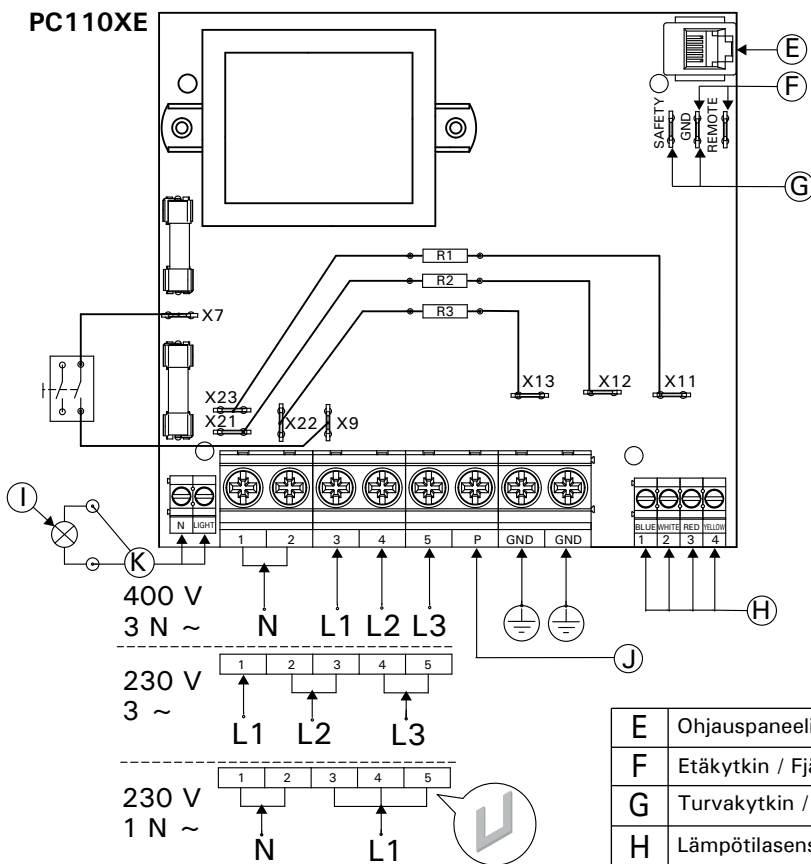 PC110XE
E
F
SAFETY
GND
REMOTE
G
R1
R2
R3
X7
X23
X21
X22
X9
X13
X12
X11
I
N LIGHT
K
1 2 3 4 5 P GND GND
BLUE WHITE RED YELLOW
1 2 3 4
H
J
400 V
3 N ~
N L1 L2 L3
1 2 3 4 5
230 V
3 ~
L1 L2 L3
1 2 3 4 5
230 V
1 N ~
N L1
E Ohjauspaneeli
F Etäkytkin / Fjä
G Turvakytkin /
H Lämpötilasens